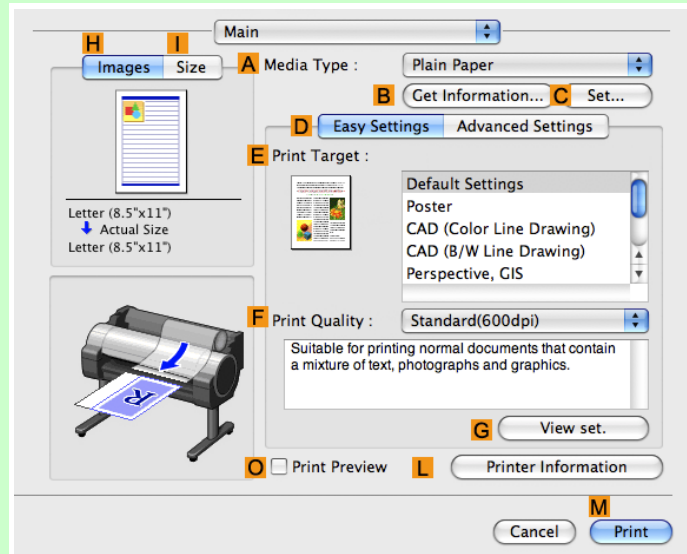 Main
H I
Images Size
A Media Type : Plain Paper
B Get Information... C Set...
D Easy Settings Advanced Settings
E Print Target :
Default Settings
Poster
CAD (Color Line Drawing)
CAD (B/W Line Drawing)
Perspective, GIS
Letter (8.5"x11")
Actual Size
Letter (8.5"x11")
R
F Print Quality : Standard(600dpi)
Suitable for printing normal documents that contain
a mixture of text, photographs and graphics.
G View set.
O Print Preview L Printer Information
M
Cancel Print